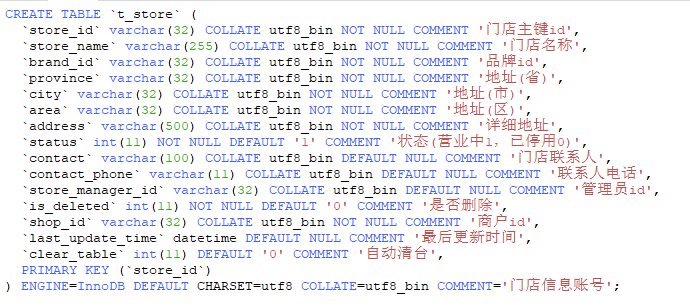 CREATE TABLE `t_store` (
  `store_id` varchar(32) COLLATE utf8_bin NOT NULL COMMENT '门店主键id',
  `store_name` varchar(255) COLLATE utf8_bin NOT NULL COMMENT '门店名称',
  `brand_id` varchar(32) COLLATE utf8_bin NOT NULL COMMENT '品牌id',
  `province` varchar(32) COLLATE utf8_bin NOT NULL COMMENT '地址(省)',
  `city` varchar(32) COLLATE utf8_bin NOT NULL COMMENT '地址(市)',
  `area` varchar(32) COLLATE utf8_bin NOT NULL COMMENT '地址(区)',
  `address` varchar(500) COLLATE utf8_bin NOT NULL COMMENT '详细地址',
  `status` int(11) NOT NULL DEFAULT '1' COMMENT '状态(营业中1, 已停用0)',
  `contact` varchar(100) COLLATE utf8_bin DEFAULT NULL COMMENT '门店联系人',
  `contact_phone` varchar(11) COLLATE utf8_bin DEFAULT NULL COMMENT '联系人电话',
  `store_manager_id` varchar(32) COLLATE utf8_bin DEFAULT NULL COMMENT '管理员id',
  `is_deleted` int(11) NOT NULL DEFAULT '0' COMMENT '是否删除',
  `shop_id` varchar(32) COLLATE utf8_bin NOT NULL COMMENT '商户id',
  `last_update_time` datetime DEFAULT NULL COMMENT '最后更新时间',
  `clear_table` int(11) DEFAULT '0' COMMENT '自动清台',
  PRIMARY KEY (`store_id`)
) ENGINE=InnoDB DEFAULT CHARSET=utf8 COLLATE=utf8_bin COMMENT='门店信息账号';